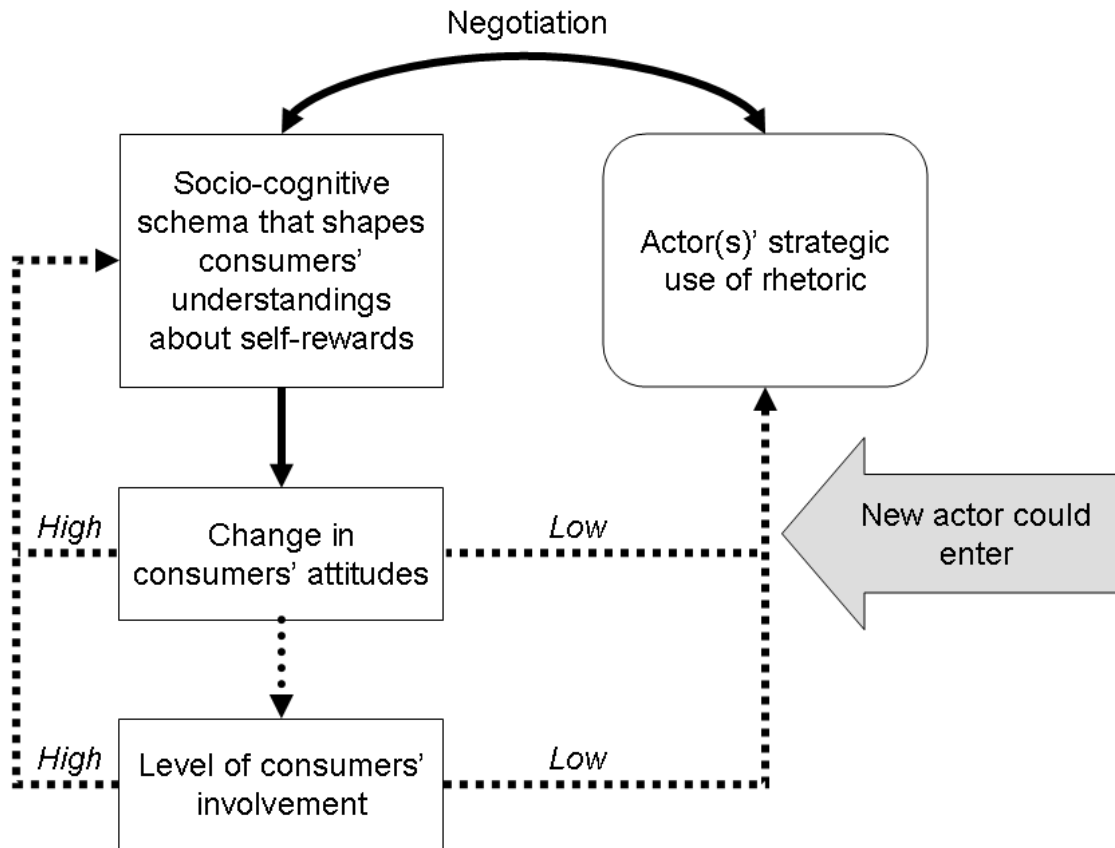 Negotiation
Socio-cognitive
schema that shapes
consumers’
understandings
about self-rewards
Actor(s)’ strategic
use of rhetoric
High
Change in
consumers’ attitudes
Low
New actor could
enter
High
Level of consumers’
involvement
Low